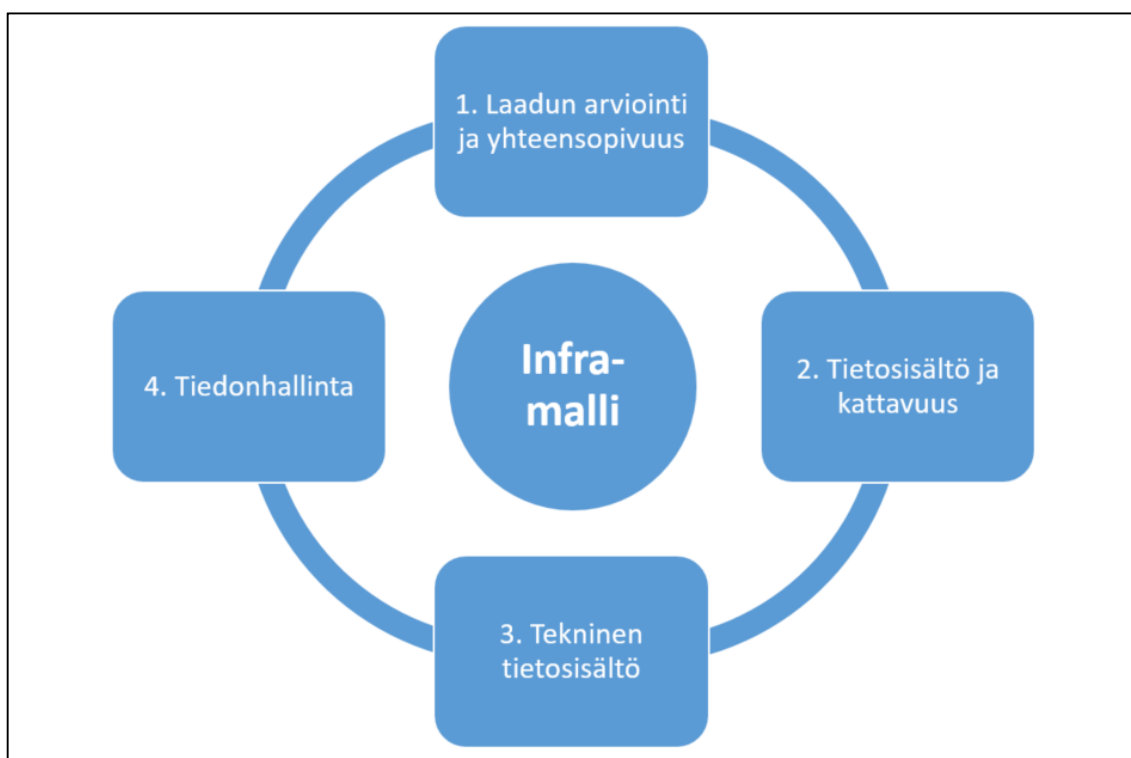 1. Laadun arviointi
ja yhteensopivuus
2. Tietosisältö ja
kattavuus
3. Tekninen
tietosisältö
4. Tiedonhallinta
Infra-
malli